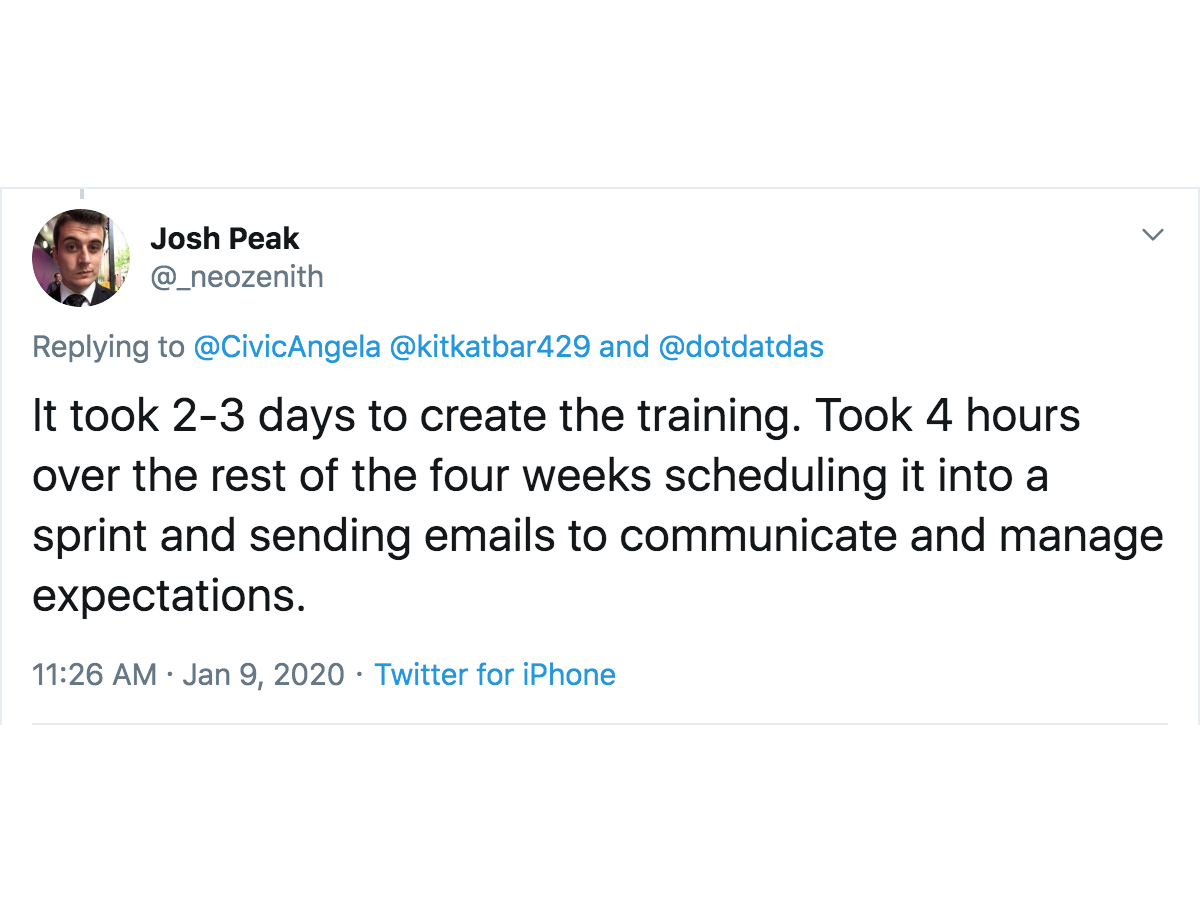 Josh Peak
@_neozenith
Replying to @CivicAngela @kitkatbar429 and @dotdatdas
It took 2-3 days to create the training. Took 4 hours
over the rest of the four weeks scheduling it into a
sprint and sending emails to communicate and manage
expectations.
11:26 AM · Jan 9, 2020 · Twitter for iPhone